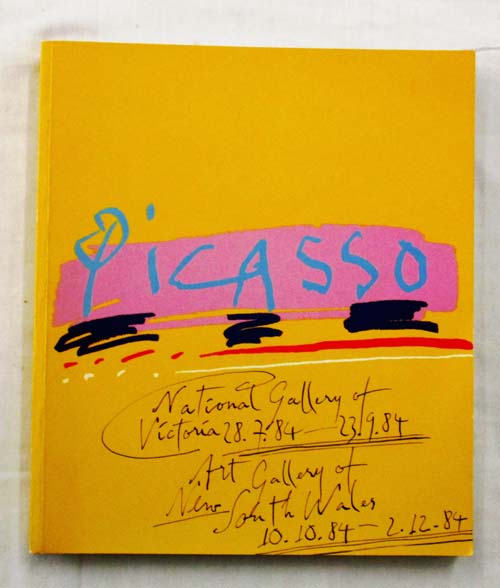 PiCASSO
National Gallery of
Victoria 28.7.84 — 23.9.84
Art Gallery of
New South Wales
10.10.84 — 2.12.84